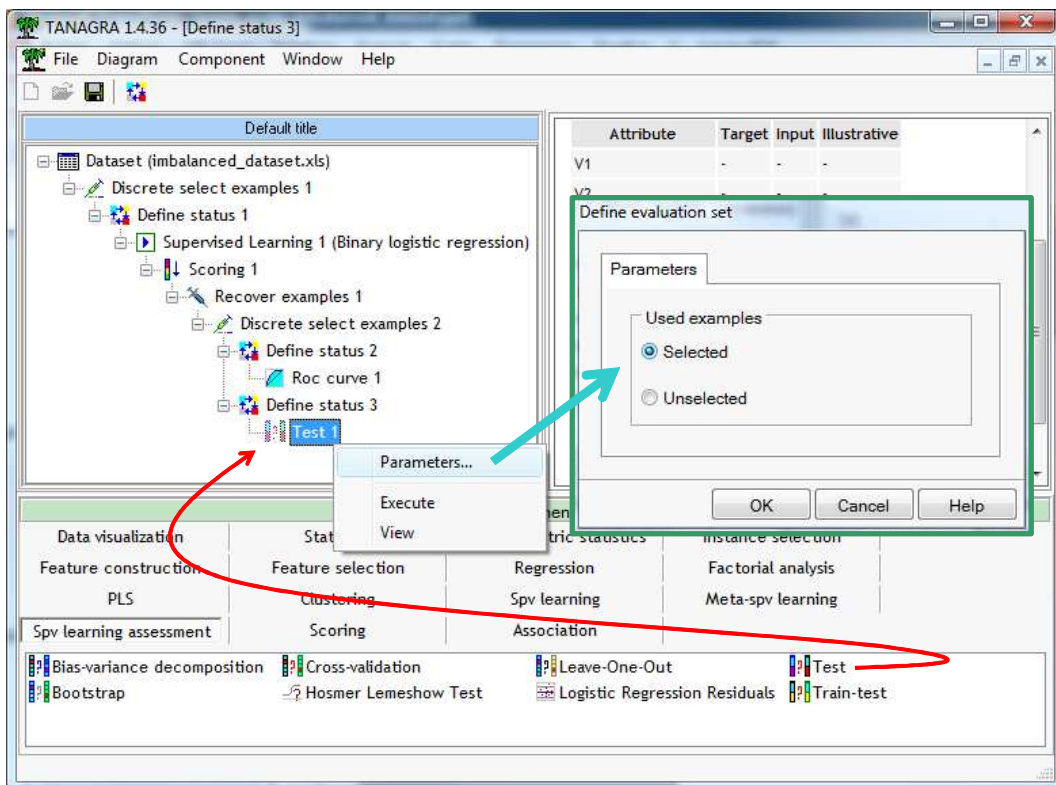 TANAGRA 1.4.36 - [Define status 3]
File Diagram Component Window Help
Default title
Dataset (imbalanced_dataset.xls)
Discrete select examples 1
Define status 1
Supervised Learning 1 (Binary logistic regression)
Scoring 1
Recover examples 1
Discrete select examples 2
Define status 2
Roc curve 1
Define status 3
Test 1
Attribute Target Input Illustrative
V1 - - -
V2 - - -
Define evaluation set
Parameters
Used examples
Selected
Unselected
OK Cancel Help
Parameters...
Execute
View
Data visualization
Feature construction Feature selection Regression Factorial analysis
PLS Clustering Spv learning Meta-spv learning
Spv learning assessment Scoring Association
Bias-variance decomposition Cross-validation Leave-One-Out Test
Bootstrap Hosmer Lemeshow Test Logistic Regression Residuals Train-test